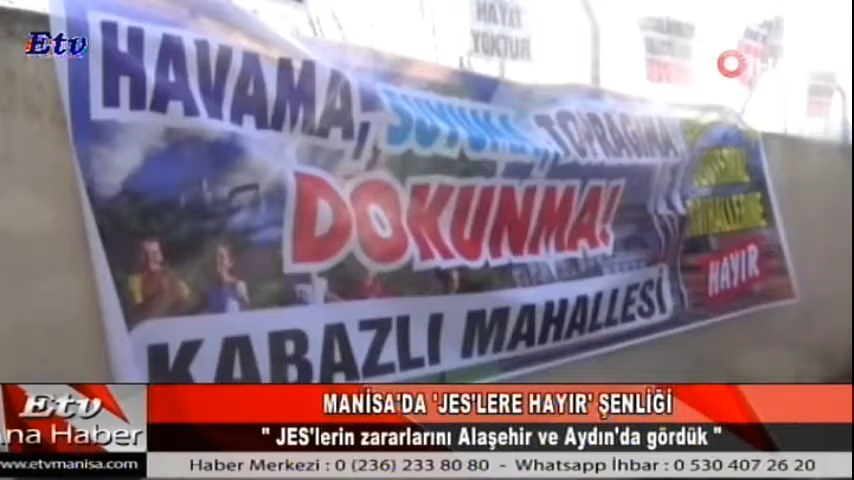 Etv
HAYIR
YOKTUR
HAVAMA, SUYUMA, TOPRAĞIMA
DOKUNMA!
HAYIR
KABAZLI MAHALLESİ
Etv
Ana Haber
www.etvmanisa.com
MANİSA'DA 'JES'LERE HAYIR' ŞENLİĞİ
" JES'lerin zararlarını Alaşehir ve Aydın'da gördük "
Haber Merkezi : 0 (236) 233 80 80 - Whatsapp İhbar : 0 530 407 26 20